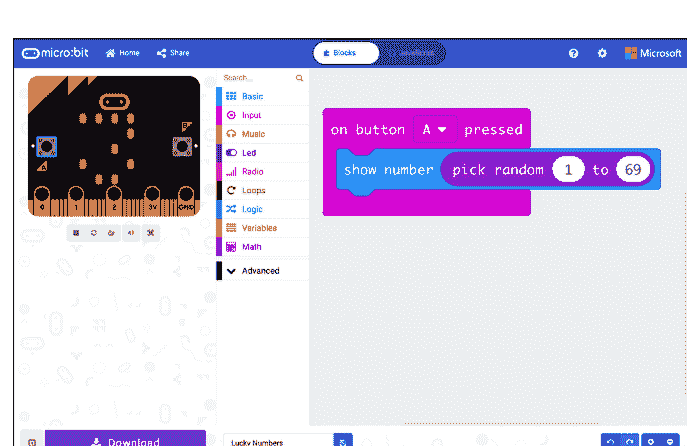 micro:bit Home Share Blocks Microsoft
Search...
Basic
Input
Music
Led
Radio
Loops
Logic
Variables
Math
Advanced
on button A pressed
show number pick random 1 to 69
B
A
0 1 2 3V GND
Download
Lucky Numbers